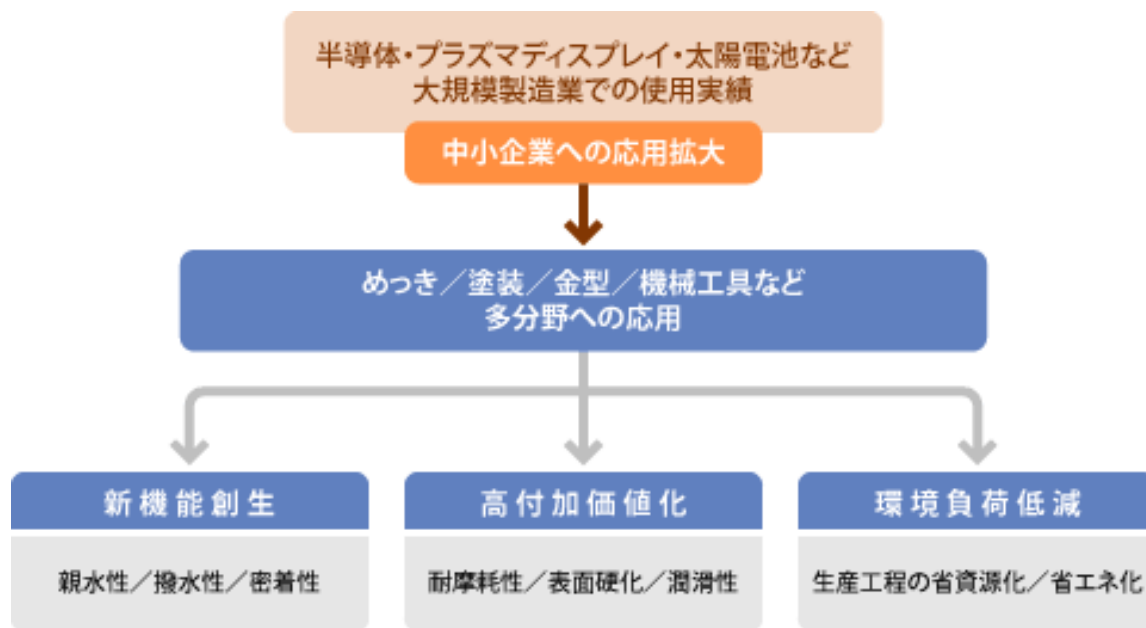 半導体・プラズマディスプレイ・太陽電池など
大規模製造業での使用実績
中小企業への応用拡大
めっき／塗装／金型／機械工具など
多分野への応用
新機能創生
親水性／撥水性／密着性
高付加価値化
耐摩耗性／表面硬化／潤滑性
環境負荷低減
生産工程の省資源化／省エネ化